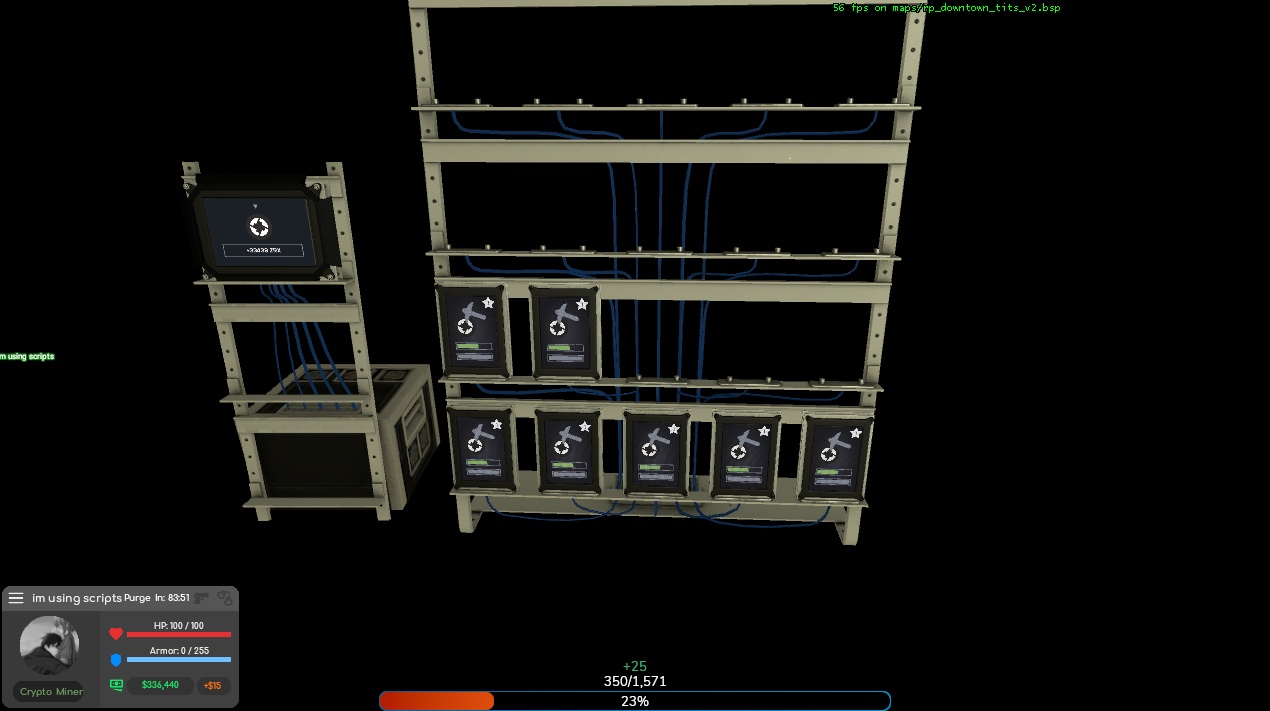 56 fps on maps/rp_downtown_tits_v2.bsp
m using scripts
im using scripts Purge In: 83:51
HP: 100 / 100
Armor: 0 / 255
$336,440 +$15
Crypto Miner
+25
350/1,571
23%